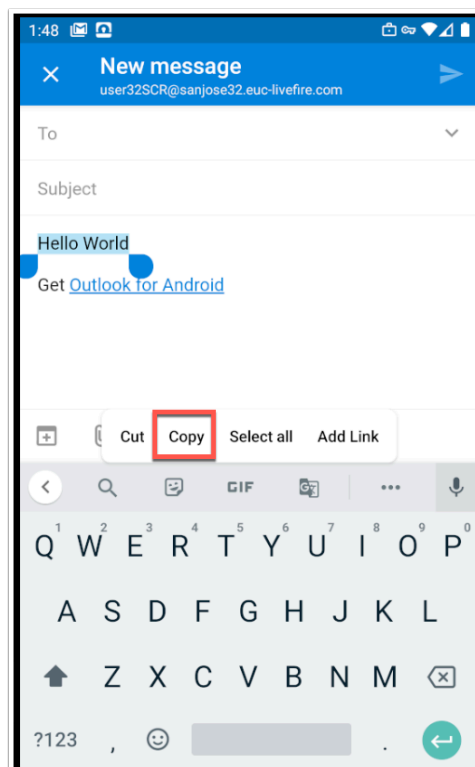 1:48
New message
user32SCR@sanjose32.euc-livefire.com
To
Subject
Hello World
Get Outlook for Android
Cut Copy Select all Add Link
GIF
1 2 3 4 5 6 7 8 9 0
Q W E R T Y U I O P
A S D F G H J K L
Z X C V B N M
?123 , .